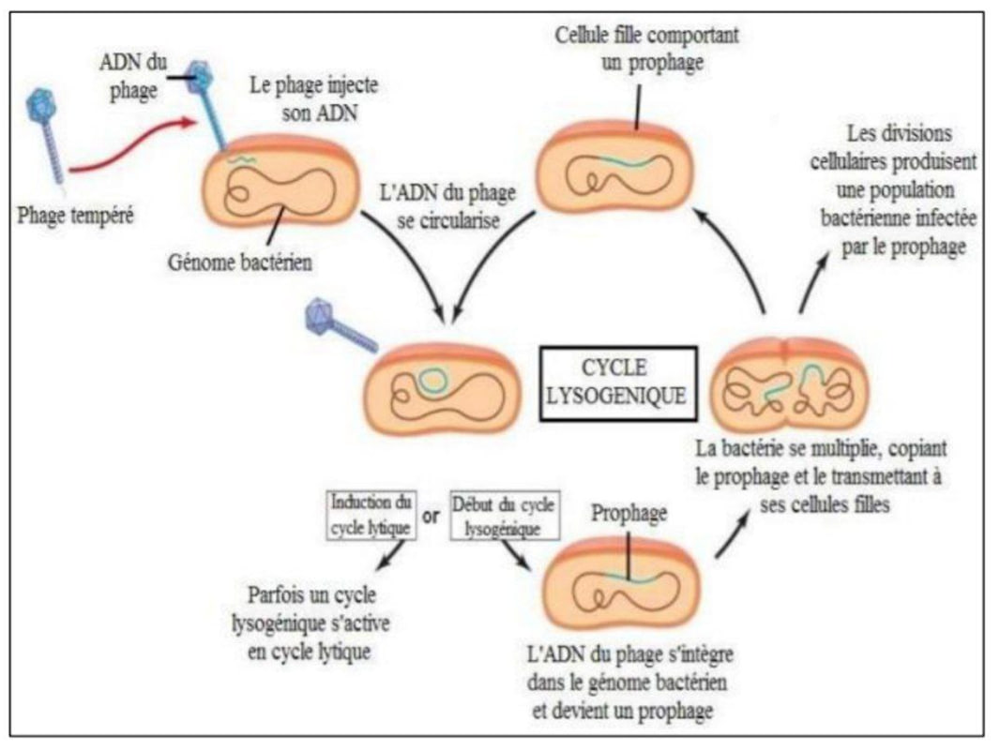 ADN du
phage
Le phage injecte
son ADN
Phage tempéré
Génome bactérien
L'ADN du phage
se circularise
Cellule fille comportant
un prophage
Les divisions
cellulaires produisent
une population
bactérienne infectée
par le prophage
CYCLE
LYSOGENIQUE
La bactérie se multiplie, copiant
le prophage et le transmettant à
ses cellules filles
Induction du
cycle lytique
or
Début du cycle
lysogénique
Prophage
Parfois un cycle
lysogénique s'active
en cycle lytique
L'ADN du phage s'intègre
dans le génome bactérien
et devient un prophage